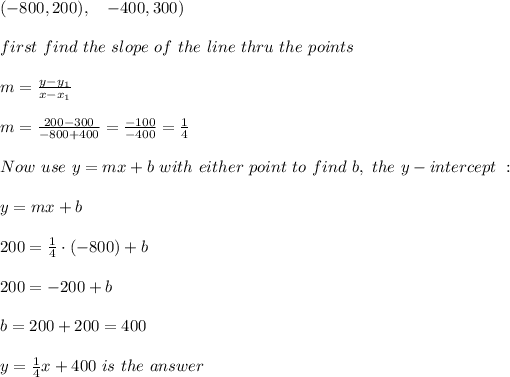 (-800, 200), -400, 300)
first find the slope of the line thru the points
m = \frac{y-y_1}{x-x_1}
m = \frac{200-300}{-800+400} = \frac{-100}{-400} = \frac{1}{4}
Now use y = mx + b with either point to find b, the y - intercept :
y = mx + b
200 = \frac{1}{4} · (-800) + b
200 = -200 + b
b = 200 + 200 = 400
y = \frac{1}{4}x + 400 is the answer